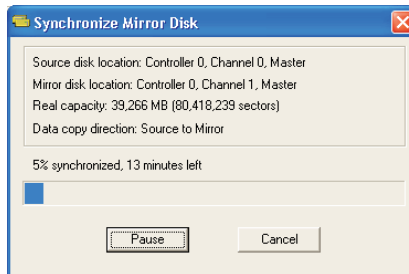 Synchronize Mirror Disk
Source disk location: Controller 0, Channel 0, Master
Mirror disk location: Controller 0, Channel 1, Master
Real capacity: 39,266 MB (80,418,239 sectors)
Data copy direction: Source to Mirror
5% synchronized, 13 minutes left
Pause
Cancel